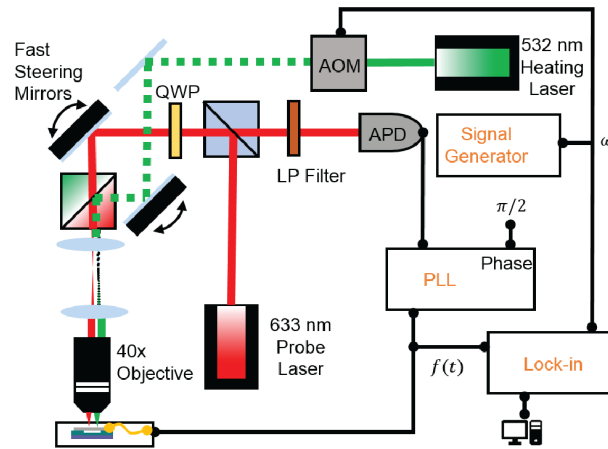 Fast
Steering
Mirrors
QWP
AOM
532 nm
Heating
Laser
LP Filter
APD
Signal
Generator
ω
π/2
Phase
PLL
633 nm
Probe
Laser
40x
Objective
f(t)
Lock-in